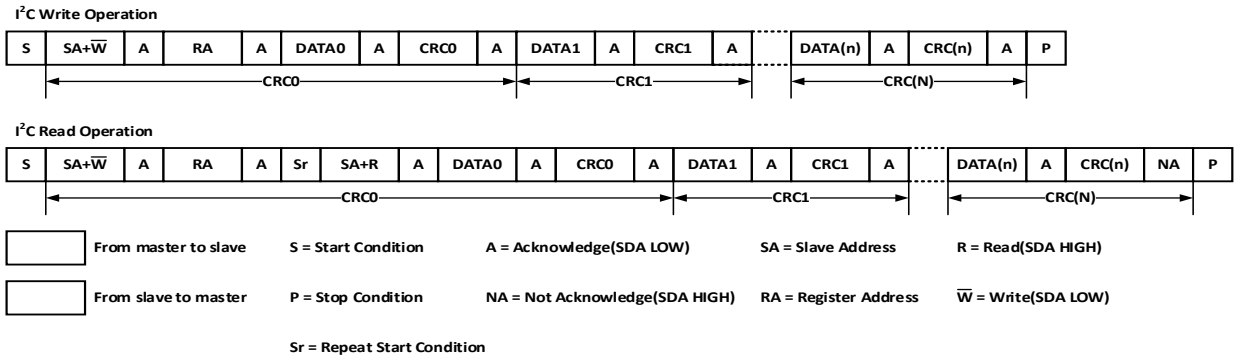 I²C Write Operation
S SA+W̅ A RA A DATA0 A CRC0 A DATA1 A CRC1 A DATA(n) A CRC(n) A P
CRC0 CRC1 CRC(N)
I²C Read Operation
S SA+W̅ A RA A Sr SA+R A DATA0 A CRC0 A DATA1 A CRC1 A DATA(n) A CRC(n) NA P
CRC0 CRC1 CRC(N)
From master to slave S = Start Condition A = Acknowledge(SDA LOW) SA = Slave Address R = Read(SDA HIGH)
From slave to master P = Stop Condition NA = Not Acknowledge(SDA HIGH) RA = Register Address W̅ = Write(SDA LOW)
Sr = Repeat Start Condition